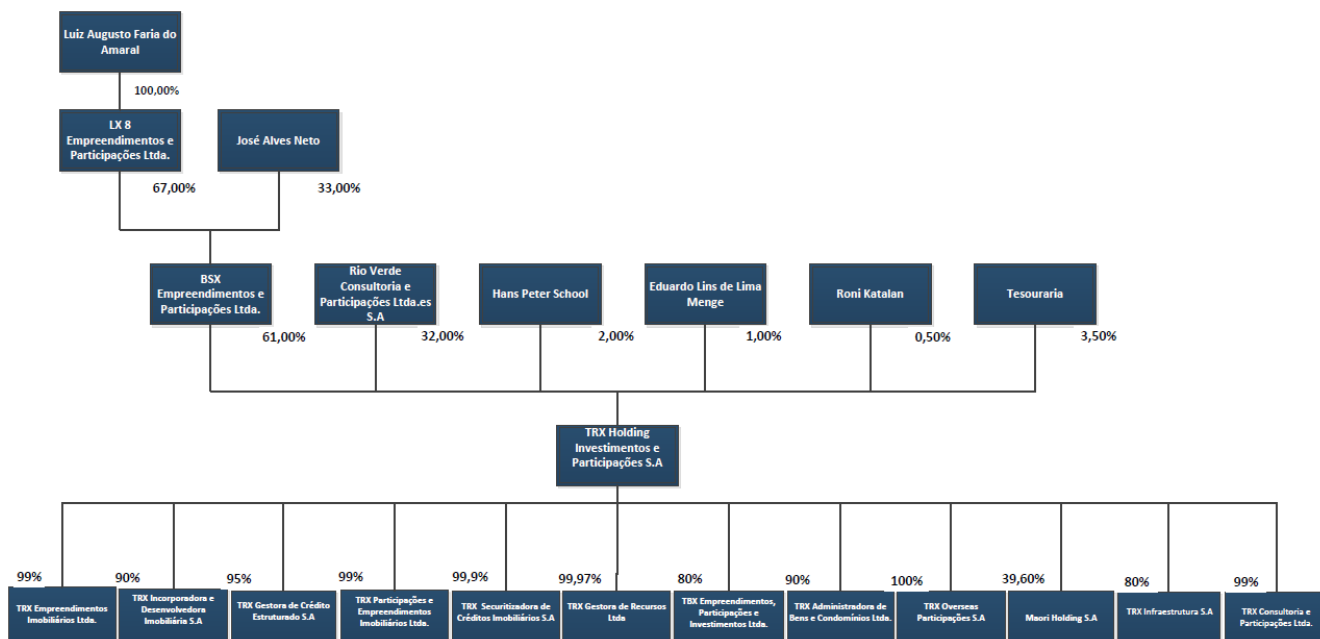 Luiz Augusto Faria do
Amaral
100,00%
LX 8
Empreendimentos e
Participações Ltda.
José Alves Neto
67,00%
33,00%
BSX
Empreendimentos e
Participações Ltda.
Rio Verde
Consultoria e
Participações Ltda.es
S.A
Hans Peter School
Eduardo Lins de Lima
Menge
Roni Katalan
Tesouraria
61,00%
32,00%
2,00%
1,00%
0,50%
3,50%
TRX Holding
Investimentos e
Participações S.A
99%
90%
95%
99%
99,9%
99,97%
80%
90%
100%
39,60%
80%
99%
TRX Empreendimentos
Imobiliários Ltda.
TRX Incorporadora e
Desenvolvedora
Imobiliária S.A
TRX Gestora de Crédito
Estruturado S.A
TRX Participações e
Empreendimentos
Imobiliários Ltda.
TRX Securitizadora de
Créditos Imobiliários S.A
TRX Gestora de Recursos
Ltda
TBX Empreendimentos,
Participações e
Investimentos Ltda.
TRX Administradora de
Bens e Condomínios Ltda.
TRX Overseas
Participações S.A
Maori Holding S.A
TRX Infraestrutura S.A
TRX Consultoria e
Participações Ltda.